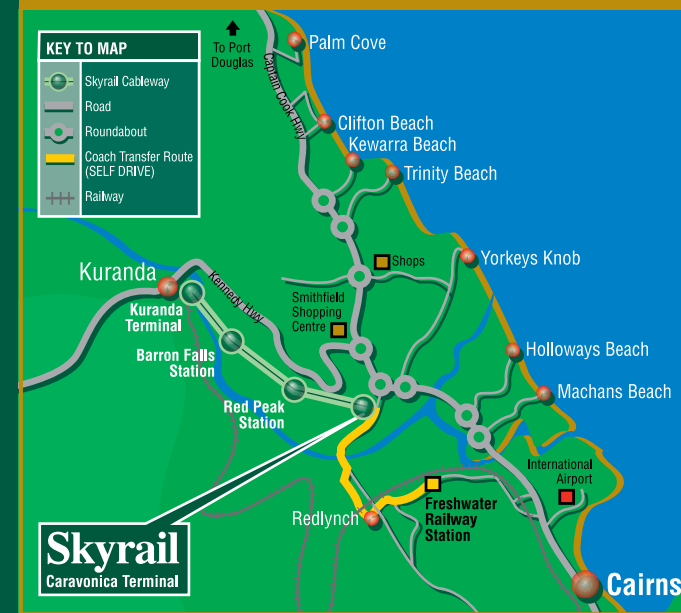 KEY TO MAP
Skyrail Cableway
Road
Roundabout
Coach Transfer Route
(SELF DRIVE)
Railway
To Port
Douglas
Captain Cook Hwy
Palm Cove
Clifton Beach
Kewarra Beach
Trinity Beach
Shops
Yorkeys Knob
Kuranda
Kennedy Hwy
Kuranda
Terminal
Smithfield
Shopping
Centre
Barron Falls
Station
Holloways Beach
Machans Beach
Red Peak
Station
International
Airport
Freshwater
Railway
Station
Redlynch
Skyrail
Caravonica Terminal
Cairns